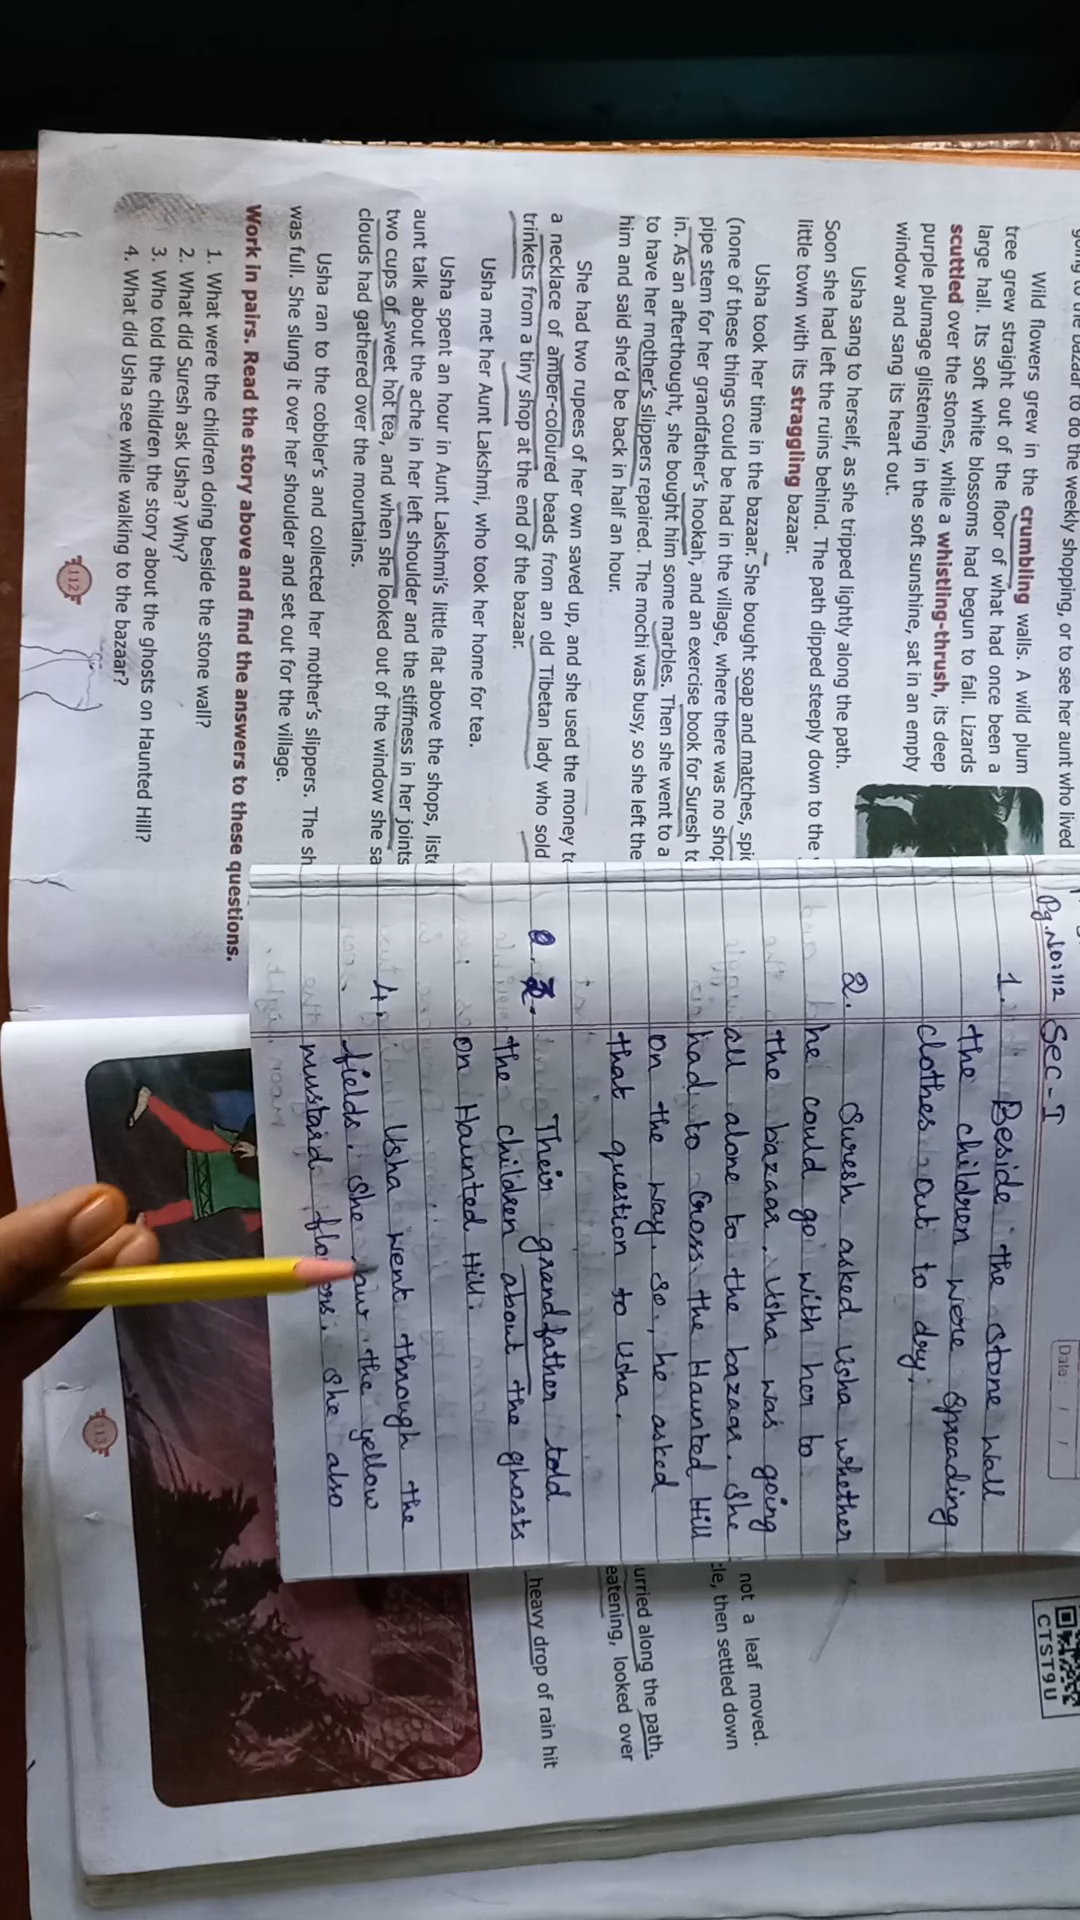 going to the bazaar to do the weekly shopping, or to see her aunt who lived
Wild flowers grew in the crumbling walls. A wild plum
tree grew straight out of the floor of what had once been a
large hall. Its soft white blossoms had begun to fall. Lizards
scuttled over the stones, while a whistling-thrush, its deep
purple plumage glistening in the soft sunshine, sat in an empty
window and sang its heart out.
Usha sang to herself, as she tripped lightly along the path.
Soon she had left the ruins behind. The path dipped steeply down to the
little town with its straggling bazaar.
Usha took her time in the bazaar. She bought soap and matches, spic
(none of these things could be had in the village, where there was no shop
pipe stem for her grandfather's hookah, and an exercise book for Suresh to
in. As an afterthought, she bought him some marbles. Then she went to a
to have her mother's slippers repaired. The mochi was busy, so she left the
him and said she'd be back in half an hour.
She had two rupees of her own saved up, and she used the money to
a necklace of amber-coloured beads from an old Tibetan lady who sold
trinkets from a tiny shop at the end of the bazaar.
Usha met her Aunt Lakshmi, who took her home for tea.
Usha spent an hour in Aunt Lakshmi's little flat above the shops, liste
aunt talk about the ache in her left shoulder and the stiffness in her joints
two cups of sweet hot tea, and when she looked out of the window she sa
clouds had gathered over the mountains.
Usha ran to the cobbler's and collected her mother's slippers. The sh
was full. She slung it over her shoulder and set out for the village.
Work in pairs. Read the story above and find the answers to these questions.
1. What were the children doing beside the stone wall?
2. What did Suresh ask Usha? Why?
3. Who told the children the story about the ghosts on Haunted Hill?
4. What did Usha see while walking to the bazaar?
112
Date: / /
Pg.No:112 Sec-I
1. Beside the stone wall
the children were spreading
clothes out to dry.
2. Suresh asked Usha whether
he could go with her to
the bazaar. Usha was going
all alone to the bazaar. She
had to cross the Haunted Hill
on the way. So, he asked
that question to Usha.
3. Their grandfather told
the children about the ghosts
on Haunted Hill.
4. Usha went through the
fields. She saw the yellow
mustard flowers. She also
CTST9U
not a leaf moved.
cle, then settled down
urried along the path.
eatening, looked over
heavy drop of rain hit
113